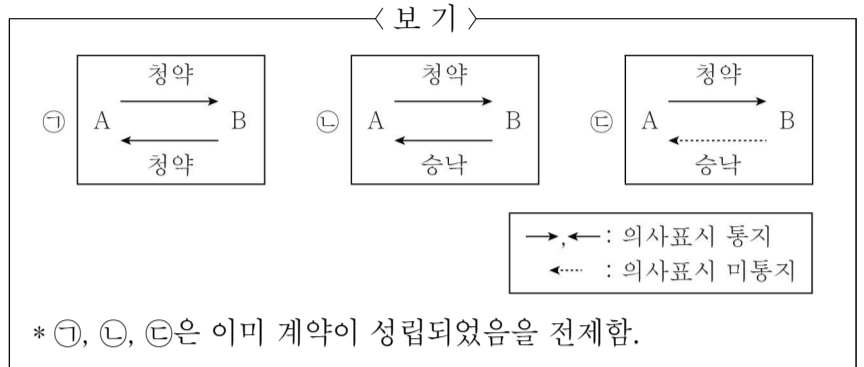 〈보 기〉
청약 청약 청약
㉠ A B ㉡ A B ㉢ A B
청약 승낙 승낙
→,← : 의사표시 통지
⇠ : 의사표시 미통지
* ㉠, ㉡, ㉢은 이미 계약이 성립되었음을 전제함.